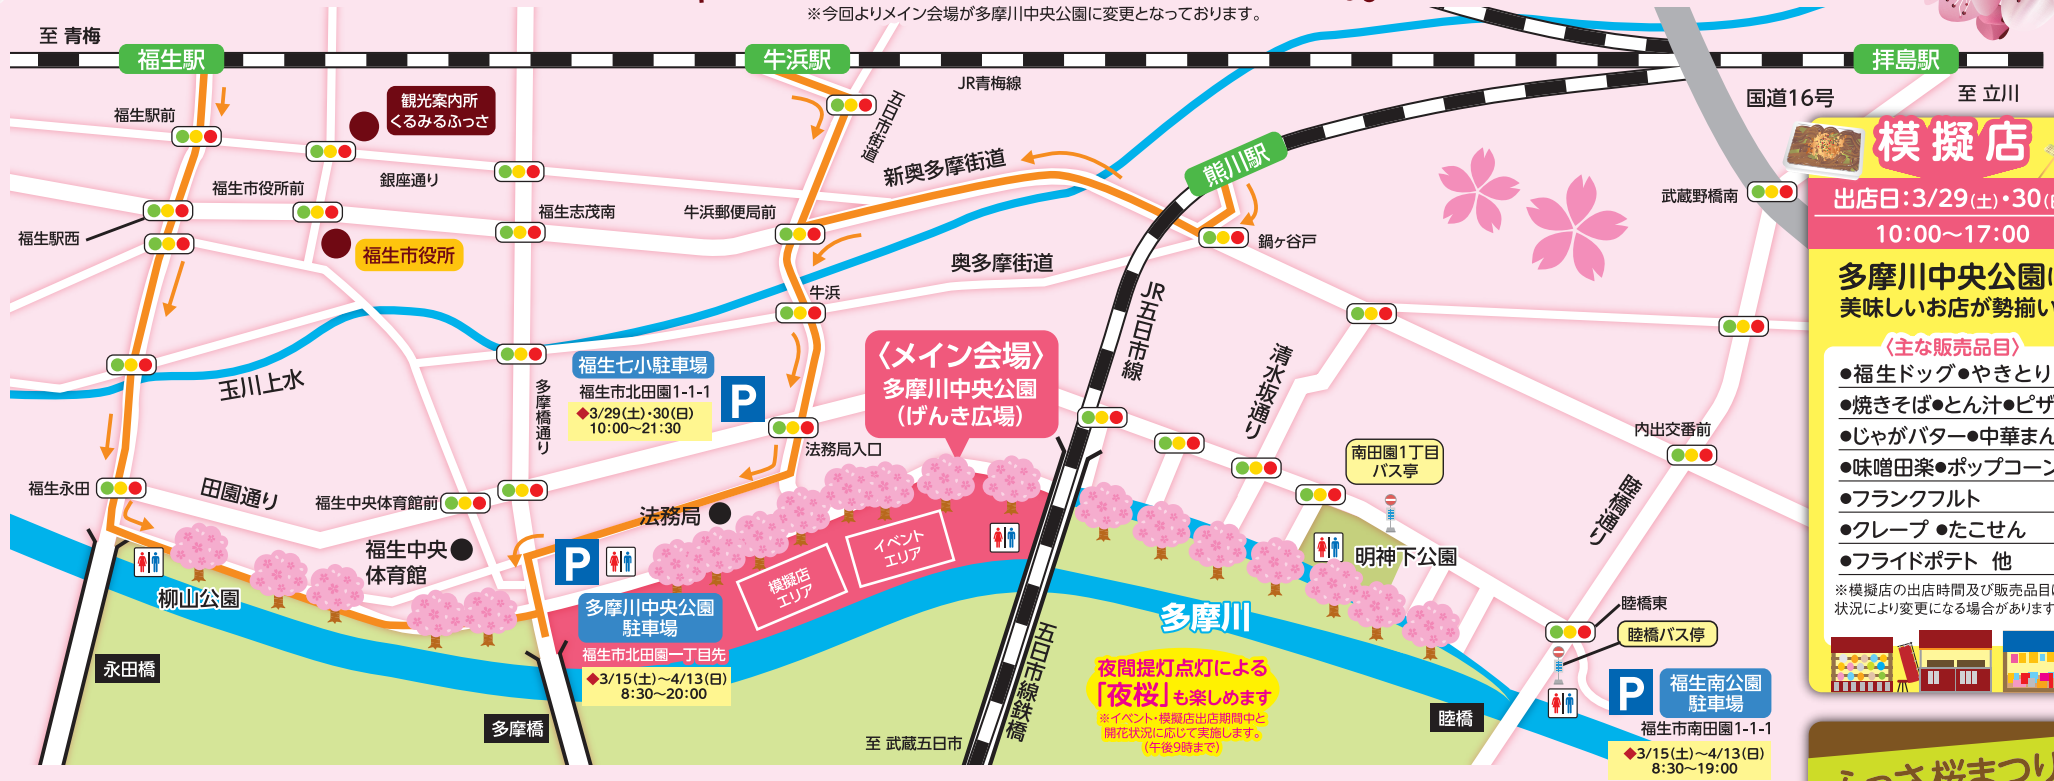 ※今回よりメイン会場が多摩川中央公園に変更となっております。
至 青梅
福生駅
牛浜駅
拝島駅
JR青梅線
国道16号
至 立川
観光案内所
くるみるふっさ
福生駅前
五日市街道
新奥多摩街道
熊川駅
銀座通り
福生市役所前
福生志茂南
牛浜郵便局前
武蔵野橋南
福生駅西
福生市役所
鍋ヶ谷戸
奥多摩街道
牛浜
JR五日市線
玉川上水
多摩橋通り
福生七小駐車場
福生市北田園1-1-1
◆3/29(土)・30(日)
10:00〜21:30
P
〈メイン会場〉
多摩川中央公園
(げんき広場)
清水坂通り
法務局入口
南田園1丁目
バス亭
内出交番前
睦橋通り
福生永田
田園通り
福生中央体育館前
法務局
福生中央
体育館
柳山公園
P
模擬店
エリア
イベント
エリア
明神下公園
多摩川中央公園
駐車場
福生市北田園一丁目先
◆3/15(土)〜4/13(日)
8:30〜20:00
多摩川
五日市線鉄橋
夜間提灯点灯による
「夜桜」も楽しめます
※イベント・模擬店出店期間中と
開花状況に応じて実施します。
(午後9時まで)
睦橋東
睦橋バス停
永田橋
多摩橋
至 武蔵五日市
睦橋
P
福生南公園
駐車場
福生市南田園1-1-1
◆3/15(土)〜4/13(日)
8:30〜19:00
模擬店
出店日:3/29(土)・30(
10:00〜17:00
多摩川中央公園
美味しいお店が勢揃い
〈主な販売品目〉
●福生ドッグ●やきとり
●焼きそば●とん汁●ピザ
●じゃがバター●中華まん
●味噌田楽●ポップコーン
●フランクフルト
●クレープ ●たこせん
●フライドポテト 他
※模擬店の出店時間及び販売品目
状況により変更になる場合があります
ふっさ桜まつり